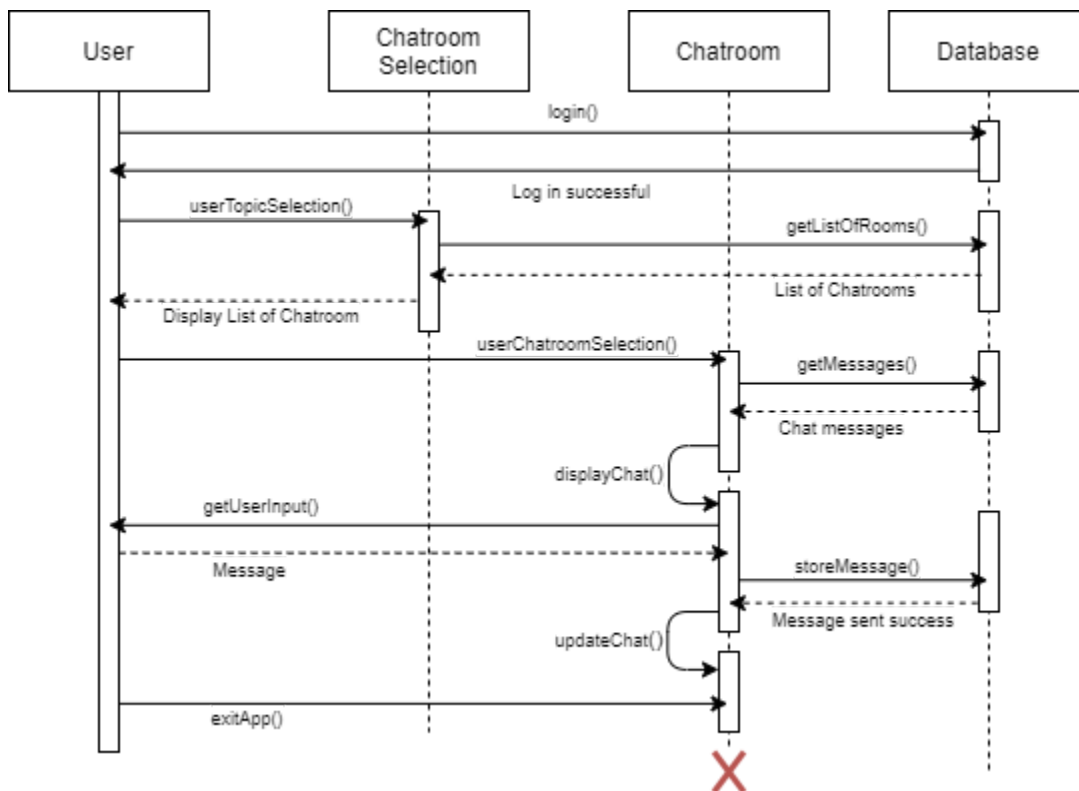 User
Chatroom
Selection
Chatroom
Database
login()
Log in successful
userTopicSelection()
getListOfRooms()
List of Chatrooms
Display List of Chatroom
userChatroomSelection()
getMessages()
Chat messages
displayChat()
getUserInput()
Message
storeMessage()
Message sent success
updateChat()
exitApp()